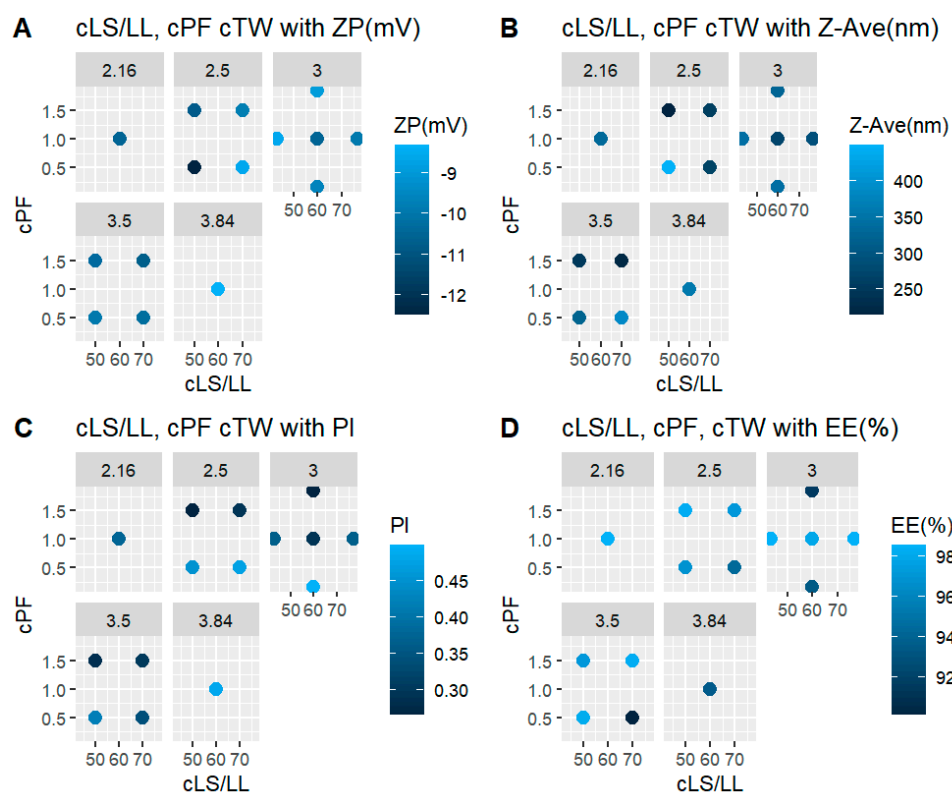 A cLS/LL, cPF cTW with ZP(mV)
2.16 2.5 3
1.5
1.0
0.5
50 60 70
3.5 3.84
1.5
1.0
0.5
50 60 70 50 60 70
cPF
cLS/LL
ZP(mV)
-9
-10
-11
-12
B cLS/LL, cPF cTW with Z-Ave(nm)
2.16 2.5 3
1.5
1.0
0.5
506070
3.5 3.84
1.5
1.0
0.5
506070 506070
cPF
cLS/LL
Z-Ave(nm)
400
350
300
250
C cLS/LL, cPF cTW with PI
2.16 2.5 3
1.5
1.0
0.5
50 60 70
3.5 3.84
1.5
1.0
0.5
50 60 70 50 60 70
cPF
cLS/LL
PI
0.45
0.40
0.35
0.30
D cLS/LL, cPF, cTW with EE(%)
2.16 2.5 3
1.5
1.0
0.5
50 60 70
3.5 3.84
1.5
1.0
0.5
50 60 70 50 60 70
cPF
cLS/LL
EE(%)
98
96
94
92